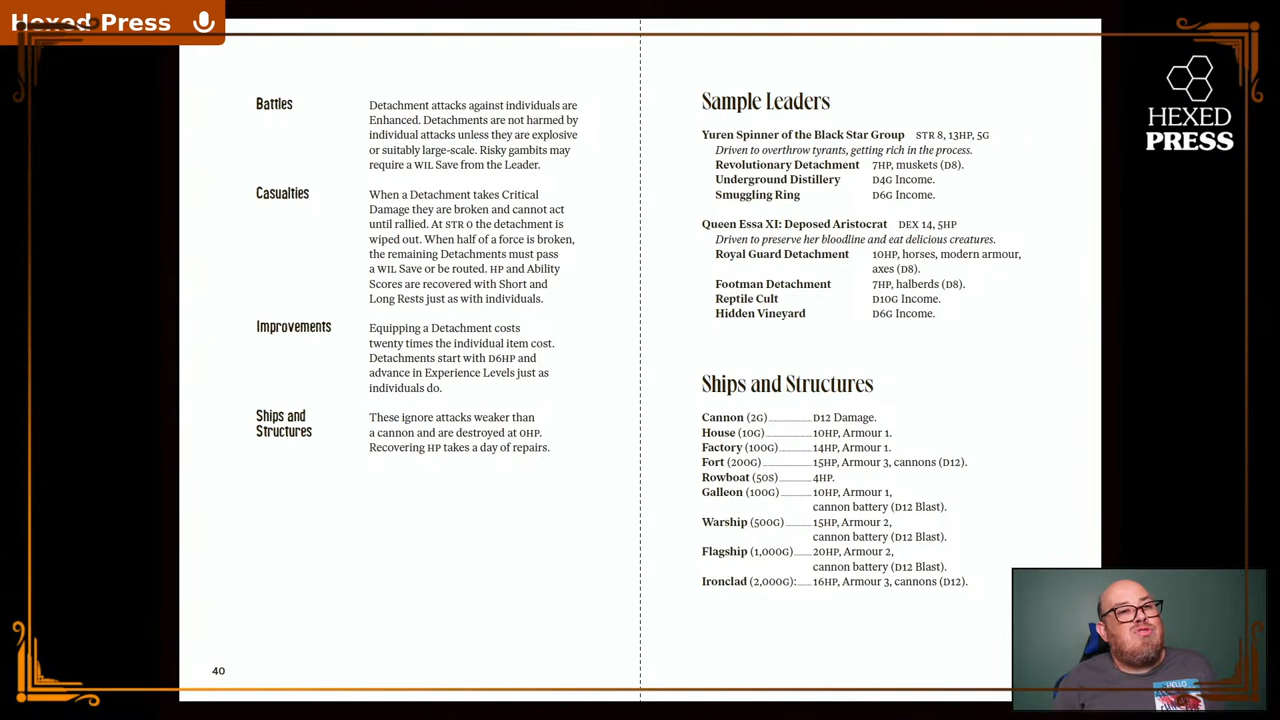 Hexed Press
HEXED
PRESS
Battles
Detachment attacks against individuals are
Enhanced. Detachments are not harmed by
individual attacks unless they are explosive
or suitably large-scale. Risky gambits may
require a WIL Save from the Leader.
Casualties
When a Detachment takes Critical
Damage they are broken and cannot act
until rallied. At STR 0 the detachment is
wiped out. When half of a force is broken,
the remaining Detachments must pass
a WIL Save or be routed. HP and Ability
Scores are recovered with Short and
Long Rests just as with individuals.
Improvements
Equipping a Detachment costs
twenty times the individual item cost.
Detachments start with D6HP and
advance in Experience Levels just as
individuals do.
Ships and
Structures
These ignore attacks weaker than
a cannon and are destroyed at 0HP.
Recovering HP takes a day of repairs.
40
Sample Leaders
Yuren Spinner of the Black Star Group STR 8, 13HP, 5G
Driven to overthrow tyrants, getting rich in the process.
Revolutionary Detachment 7HP, muskets (D8).
Underground Distillery D4G Income.
Smuggling Ring D6G Income.
Queen Essa XI: Deposed Aristocrat DEX 14, 5HP
Driven to preserve her bloodline and eat delicious creatures.
Royal Guard Detachment 10HP, horses, modern armour,
axes (D8).
Footman Detachment 7HP, halberds (D8).
Reptile Cult D10G Income.
Hidden Vineyard D6G Income.
Ships and Structures
Cannon (2G) D12 Damage.
House (10G) 10HP, Armour 1.
Factory (100G) 14HP, Armour 1.
Fort (200G) 15HP, Armour 3, cannons (D12).
Rowboat (50S) 4HP.
Galleon (100G) 10HP, Armour 1,
cannon battery (D12 Blast).
Warship (500G) 15HP, Armour 2,
cannon battery (D12 Blast).
Flagship (1,000G) 20HP, Armour 2,
cannon battery (D12 Blast).
Ironclad (2,000G): 16HP, Armour 3, cannons (D12).
HELLO